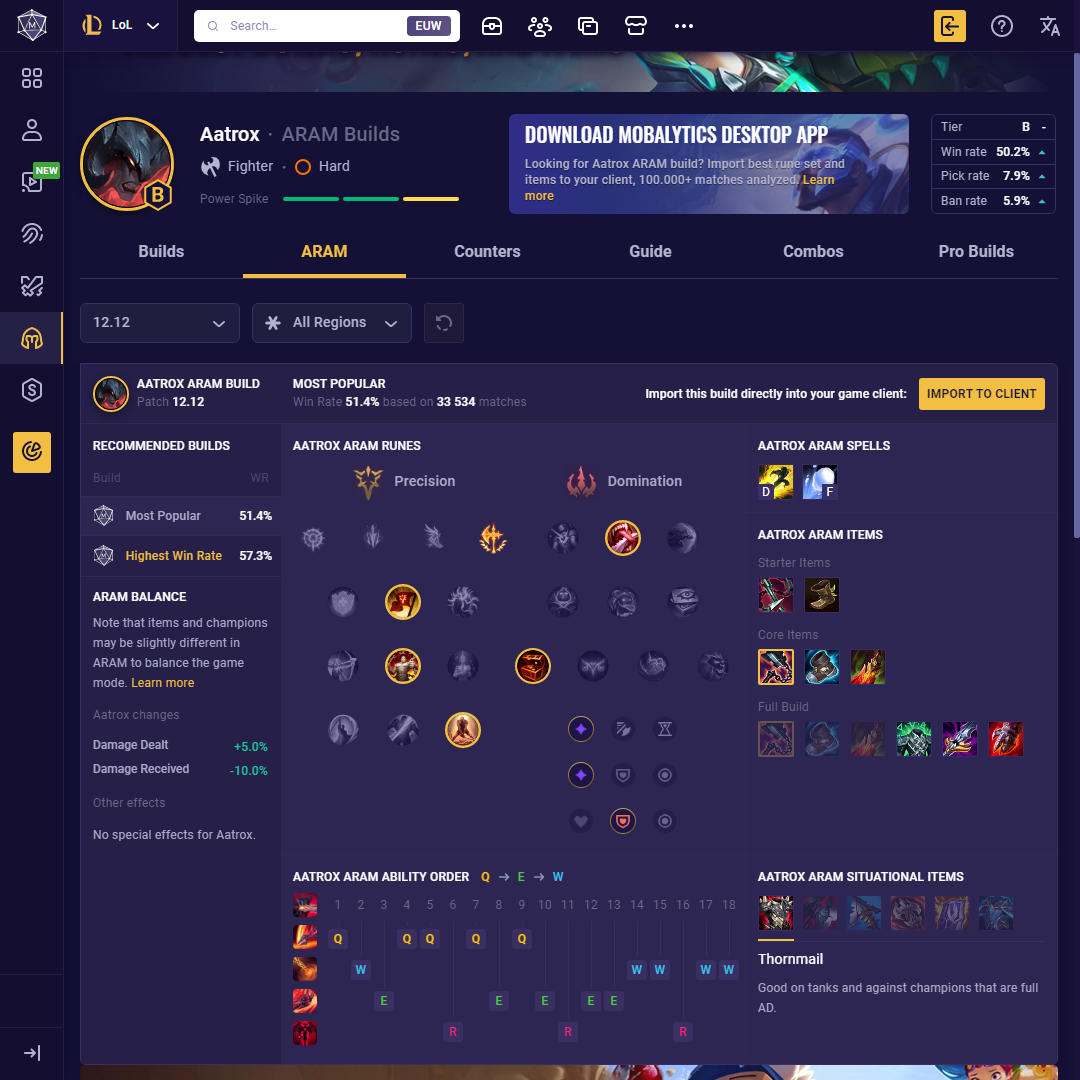 LoL
Search...
EUW
NEW
Aatrox · ARAM Builds
Fighter · Hard
Power Spike
B
DOWNLOAD MOBALYTICS DESKTOP APP
Looking for Aatrox ARAM build? Import best rune set and
items to your client, 100.000+ matches analyzed. Learn
more
Tier B -
Win rate 50.2%
Pick rate 7.9%
Ban rate 5.9%
Builds
ARAM
Counters
Guide
Combos
Pro Builds
12.12
All Regions
AATROX ARAM BUILD
Patch 12.12
MOST POPULAR
Win Rate 51.4% based on 33 534 matches
Import this build directly into your game client:
IMPORT TO CLIENT
RECOMMENDED BUILDS
Build WR
Most Popular 51.4%
Highest Win Rate 57.3%
ARAM BALANCE
Note that items and champions
may be slightly different in
ARAM to balance the game
mode. Learn more
Aatrox changes
Damage Dealt +5.0%
Damage Received -10.0%
Other effects
No special effects for Aatrox.
AATROX ARAM RUNES
Precision
Domination
AATROX ARAM SPELLS
D F
AATROX ARAM ITEMS
Starter Items
Core Items
Full Build
AATROX ARAM ABILITY ORDER Q → E → W
1 2 3 4 5 6 7 8 9 10 11 12 13 14 15 16 17 18
Q Q Q Q Q
W W W W W
E E E E E
R R R
AATROX ARAM SITUATIONAL ITEMS
Thornmail
Good on tanks and against champions that are full
AD.